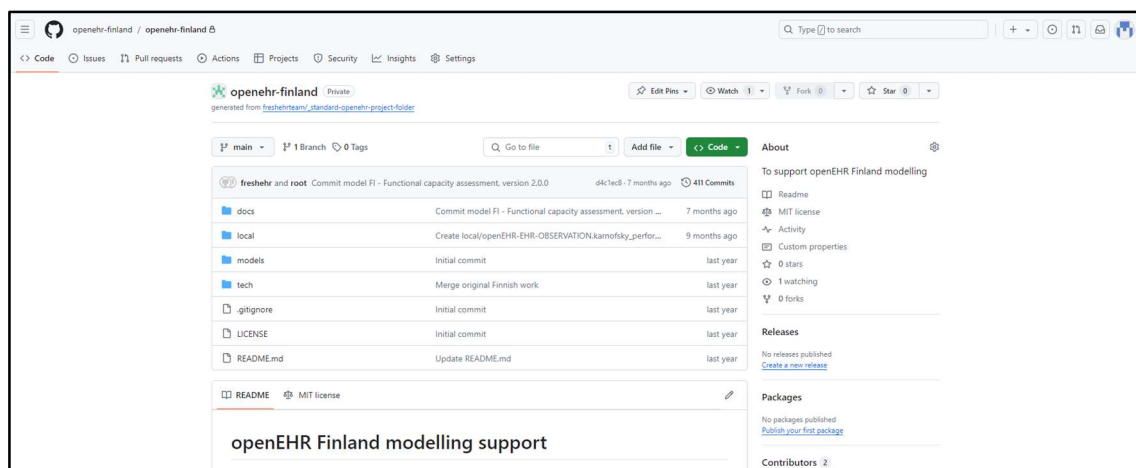 openehr-finland / openehr-finland
Type / to search
Code Issues Pull requests Actions Projects Security Insights Settings
openehr-finland Private
Edit Pins Watch 1 Fork 0 Star 0
generated from freshehrteam/_standard-openehr-project-folder
main 1 Branch 0 Tags Go to file t Add file Code
freshehr and root Commit model FI - Functional capacity assessment, version 2.0.0 d4c1ec8 · 7 months ago 411 Commits
docs Commit model FI - Functional capacity assessment, version ... 7 months ago
local Create local/openEHR-EHR-OBSERVATION.karnofsky_perfor... 9 months ago
models Initial commit last year
tech Merge original Finnish work last year
.gitignore Initial commit last year
LICENSE Initial commit last year
README.md Update README.md last year
README MIT license
openEHR Finland modelling support
About
To support openEHR Finland modelling
Readme
MIT license
Activity
Custom properties
0 stars
1 watching
0 forks
Releases
No releases published
Create a new release
Packages
No packages published
Publish your first package
Contributors 2